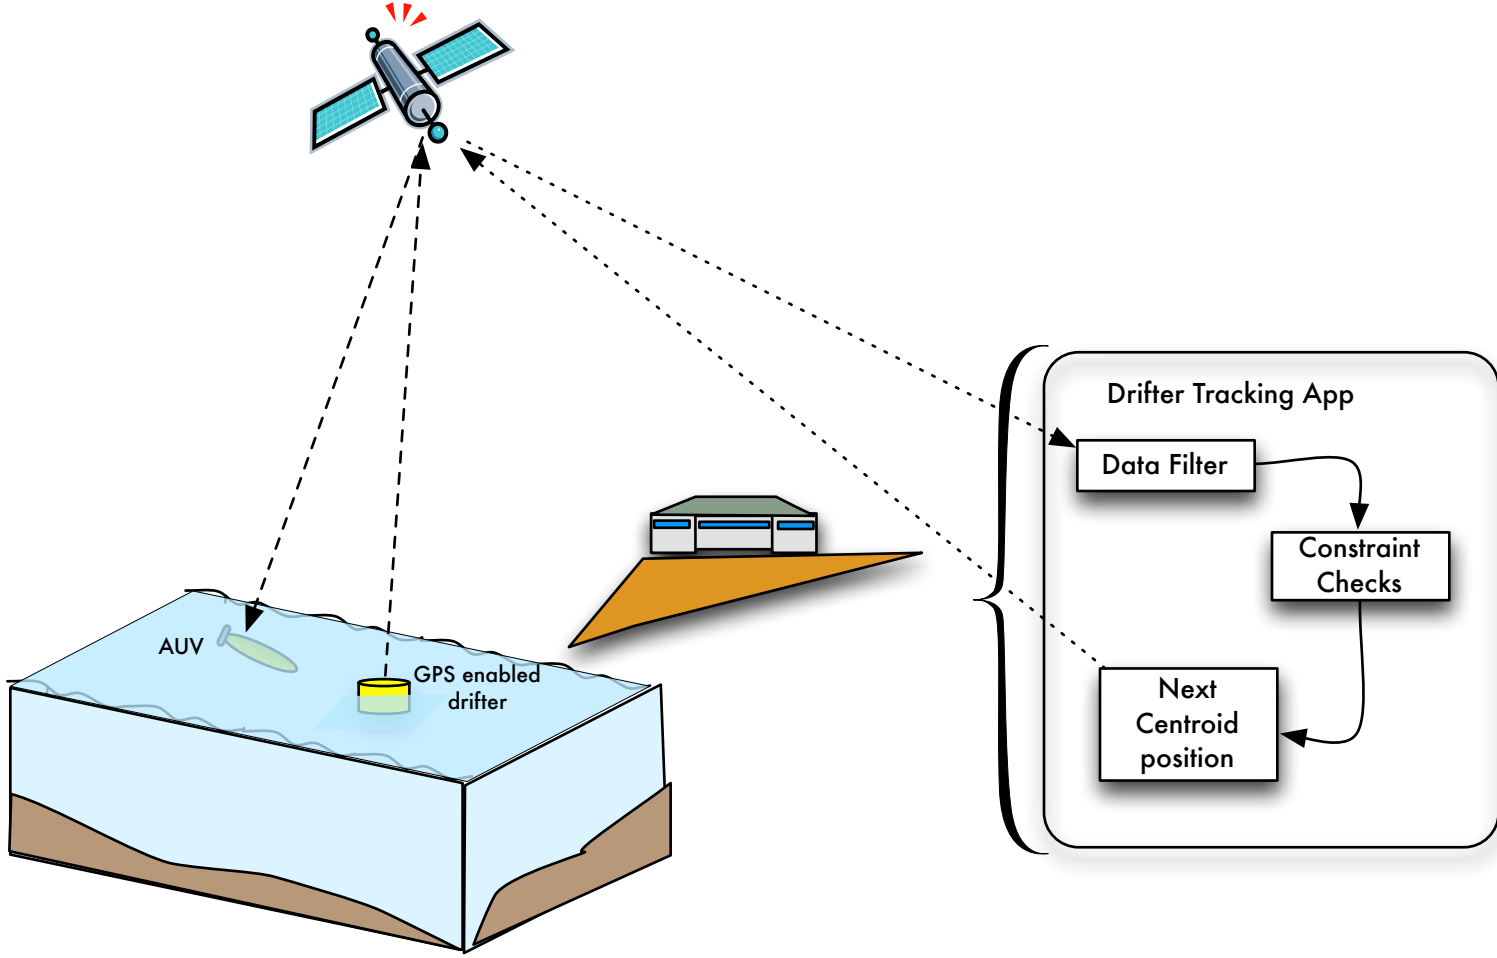 Drifter Tracking App
Data Filter
Constraint
Checks
Next
Centroid
position
AUV
GPS enabled
drifter